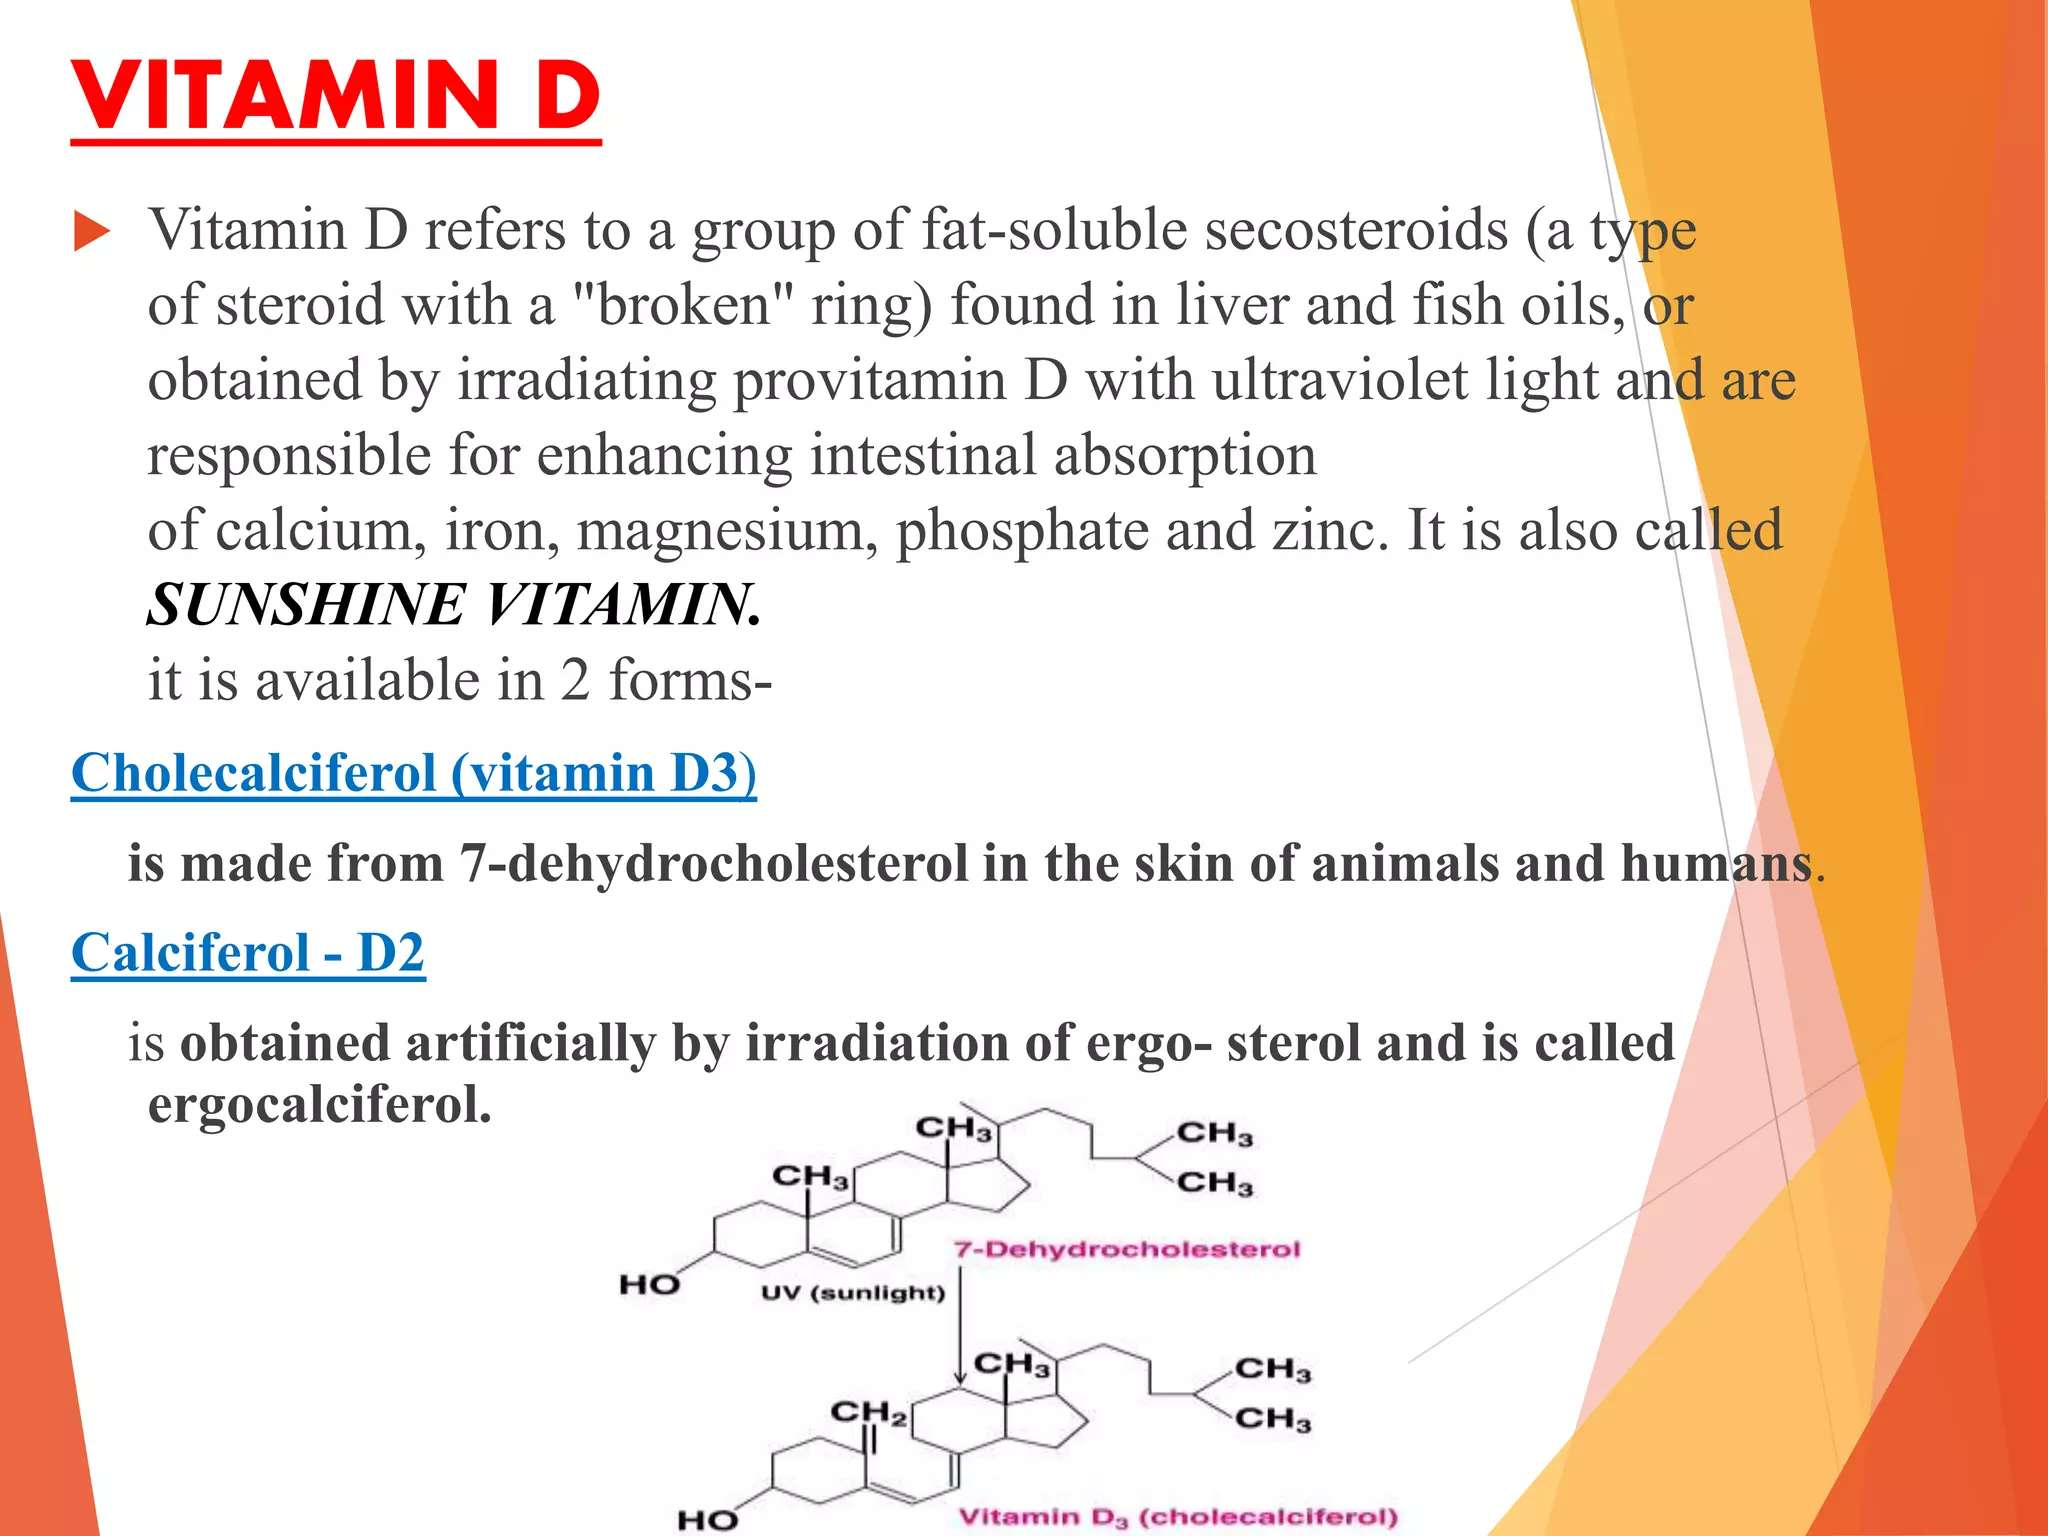 VITAMIN D
Vitamin D refers to a group of fat-soluble secosteroids (a type
of steroid with a "broken" ring) found in liver and fish oils, or
obtained by irradiating provitamin D with ultraviolet light and are
responsible for enhancing intestinal absorption
of calcium, iron, magnesium, phosphate and zinc. It is also called
SUNSHINE VITAMIN.
it is available in 2 forms-
Cholecalciferol (vitamin D3)
is made from 7-dehydrocholesterol in the skin of animals and humans.
Calciferol - D2
is obtained artificially by irradiation of ergo- sterol and is called
ergocalciferol.
CH3
CH3
CH3
CH3
7-Dehydrocholesterol
HO
UV (sunlight)
CH3
CH3
CH2
CH3
HO
Vitamin D3 (cholecalciferol)